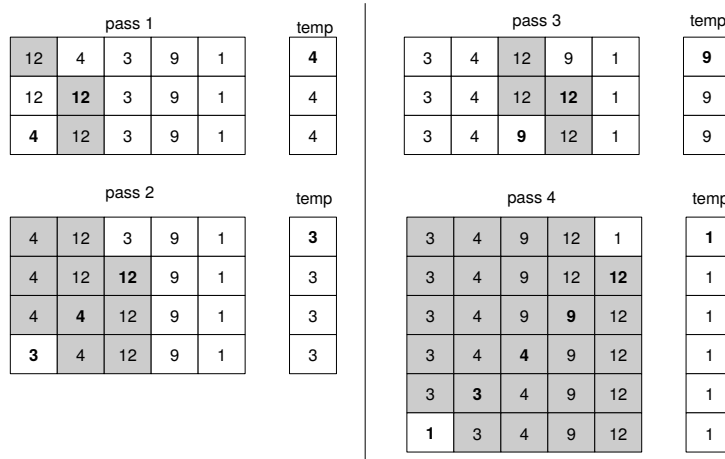 pass 1 temp
12 4 3 9 1 4
12 12 3 9 1 4
4 12 3 9 1 4
pass 2 temp
4 12 3 9 1 3
4 12 12 9 1 3
4 4 12 9 1 3
3 4 12 9 1 3
pass 3 temp
3 4 12 9 1 9
3 4 12 12 1 9
3 4 9 12 1 9
pass 4 temp
3 4 9 12 1 1
3 4 9 12 12 1
3 4 9 9 12 1
3 4 4 9 12 1
3 3 4 9 12 1
1 3 4 9 12 1